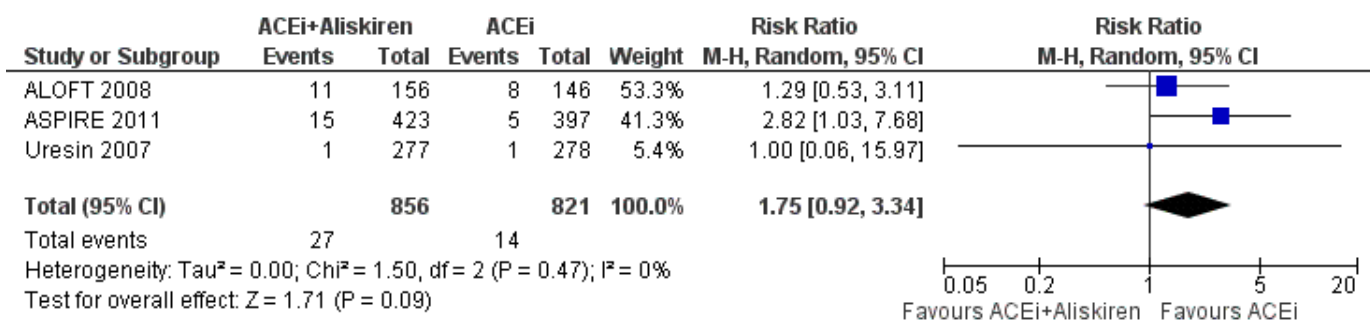 ACEi+Aliskiren ACEi Risk Ratio Risk Ratio
Study or Subgroup Events Total Events Total Weight M-H, Random, 95% CI M-H, Random, 95% CI
ALOFT 2008 11 156 8 146 53.3% 1.29 [0.53, 3.11]
ASPIRE 2011 15 423 5 397 41.3% 2.82 [1.03, 7.68]
Uresin 2007 1 277 1 278 5.4% 1.00 [0.06, 15.97]
Total (95% CI) 856 821 100.0% 1.75 [0.92, 3.34]
Total events 27 14
Heterogeneity: Tau² = 0.00; Chi² = 1.50, df = 2 (P = 0.47); I² = 0%
Test for overall effect: Z = 1.71 (P = 0.09)
0.05 0.2 1 5 20
Favours ACEi+Aliskiren Favours ACEi